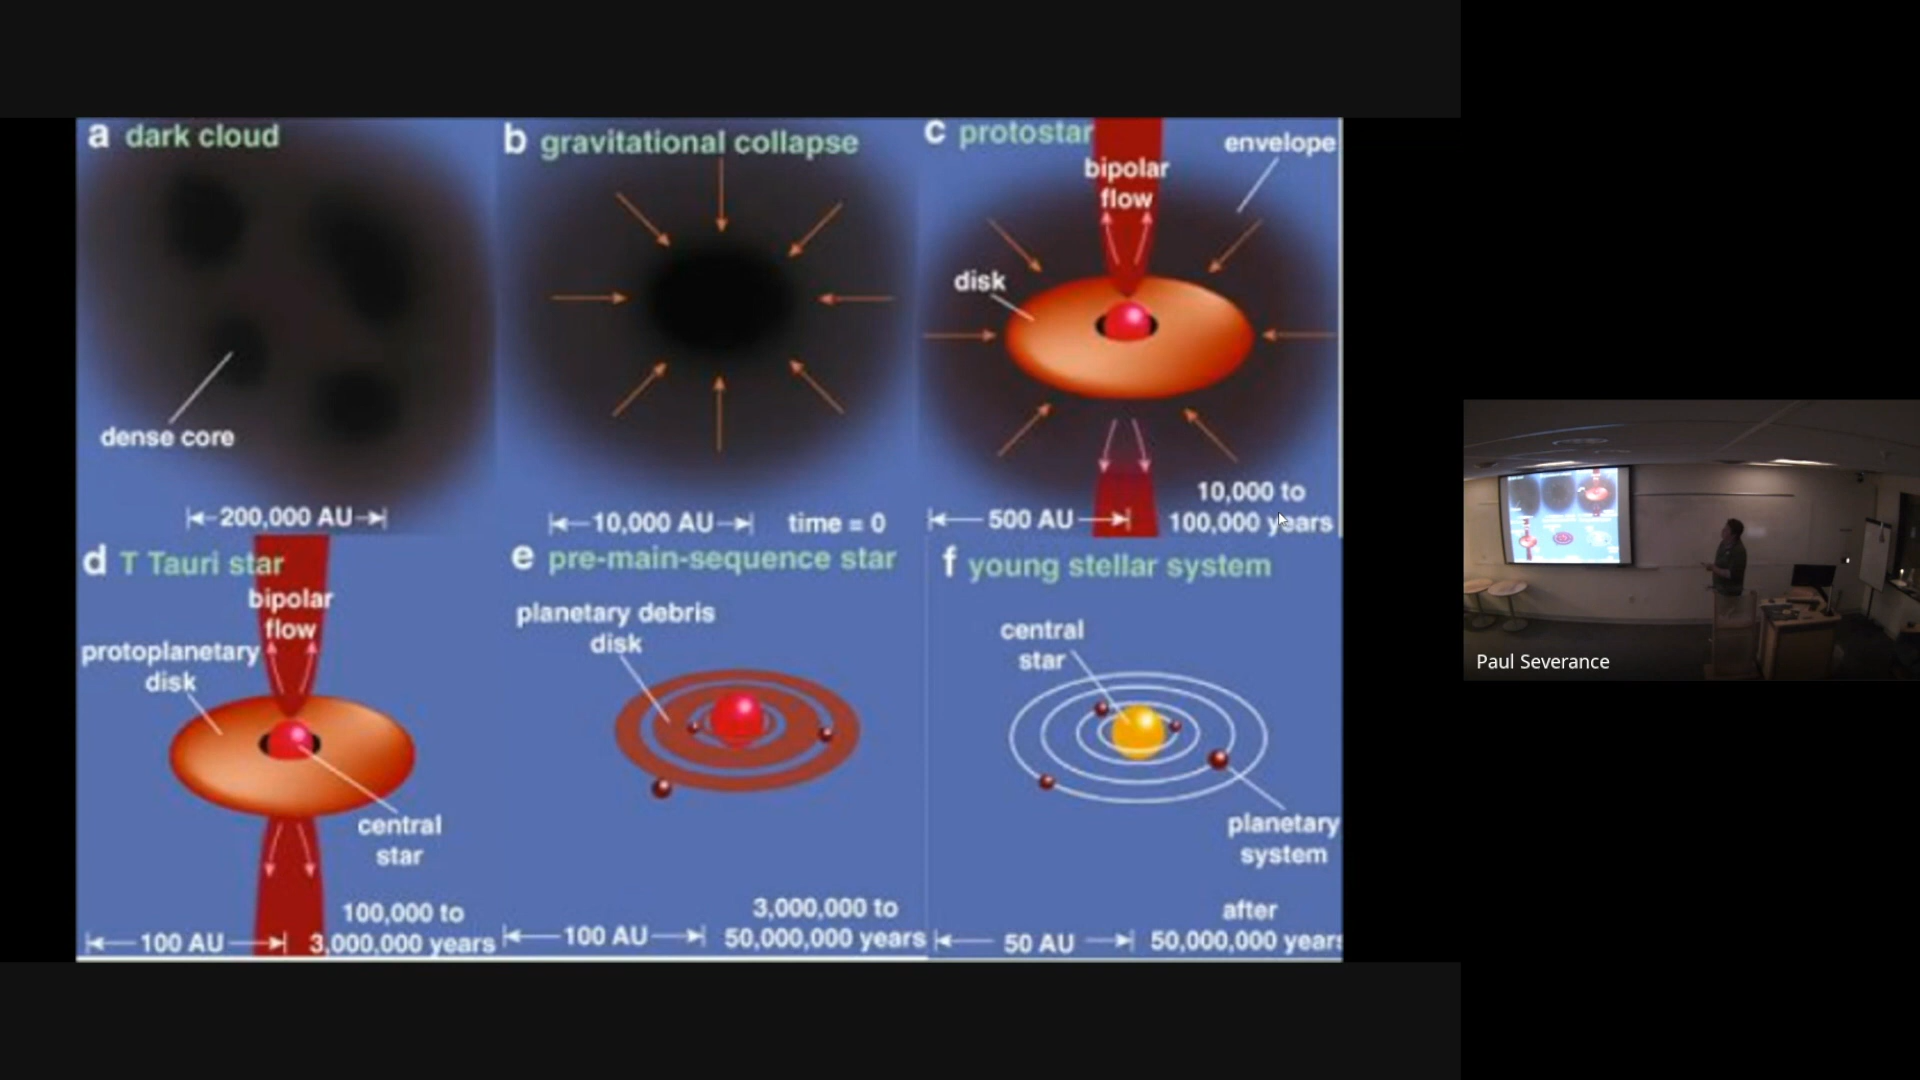 a dark cloud
dense core
200,000 AU
b gravitational collapse
10,000 AU
time = 0
c protostar
envelope
bipolar
flow
disk
500 AU
10,000 to
100,000 years
d T Tauri star
bipolar
flow
protoplanetary
disk
central
star
100 AU
100,000 to
3,000,000 years
e pre-main-sequence star
planetary debris
disk
100 AU
3,000,000 to
50,000,000 years
f young stellar system
central
star
planetary
system
50 AU
after
50,000,000 years
Paul Severance